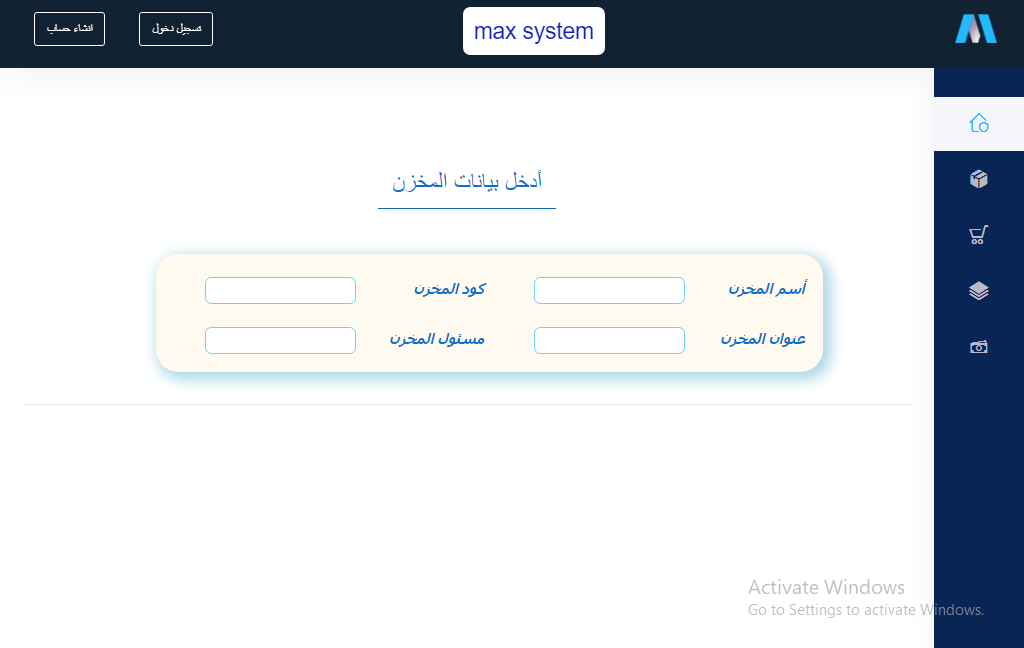 max system
تسجيل دخول
انشاء حساب
أدخل بيانات المخزن
أسم المخزن
كود المخزن
عنوان المخزن
مسئول المخزن
Activate Windows
Go to Settings to activate Windows.